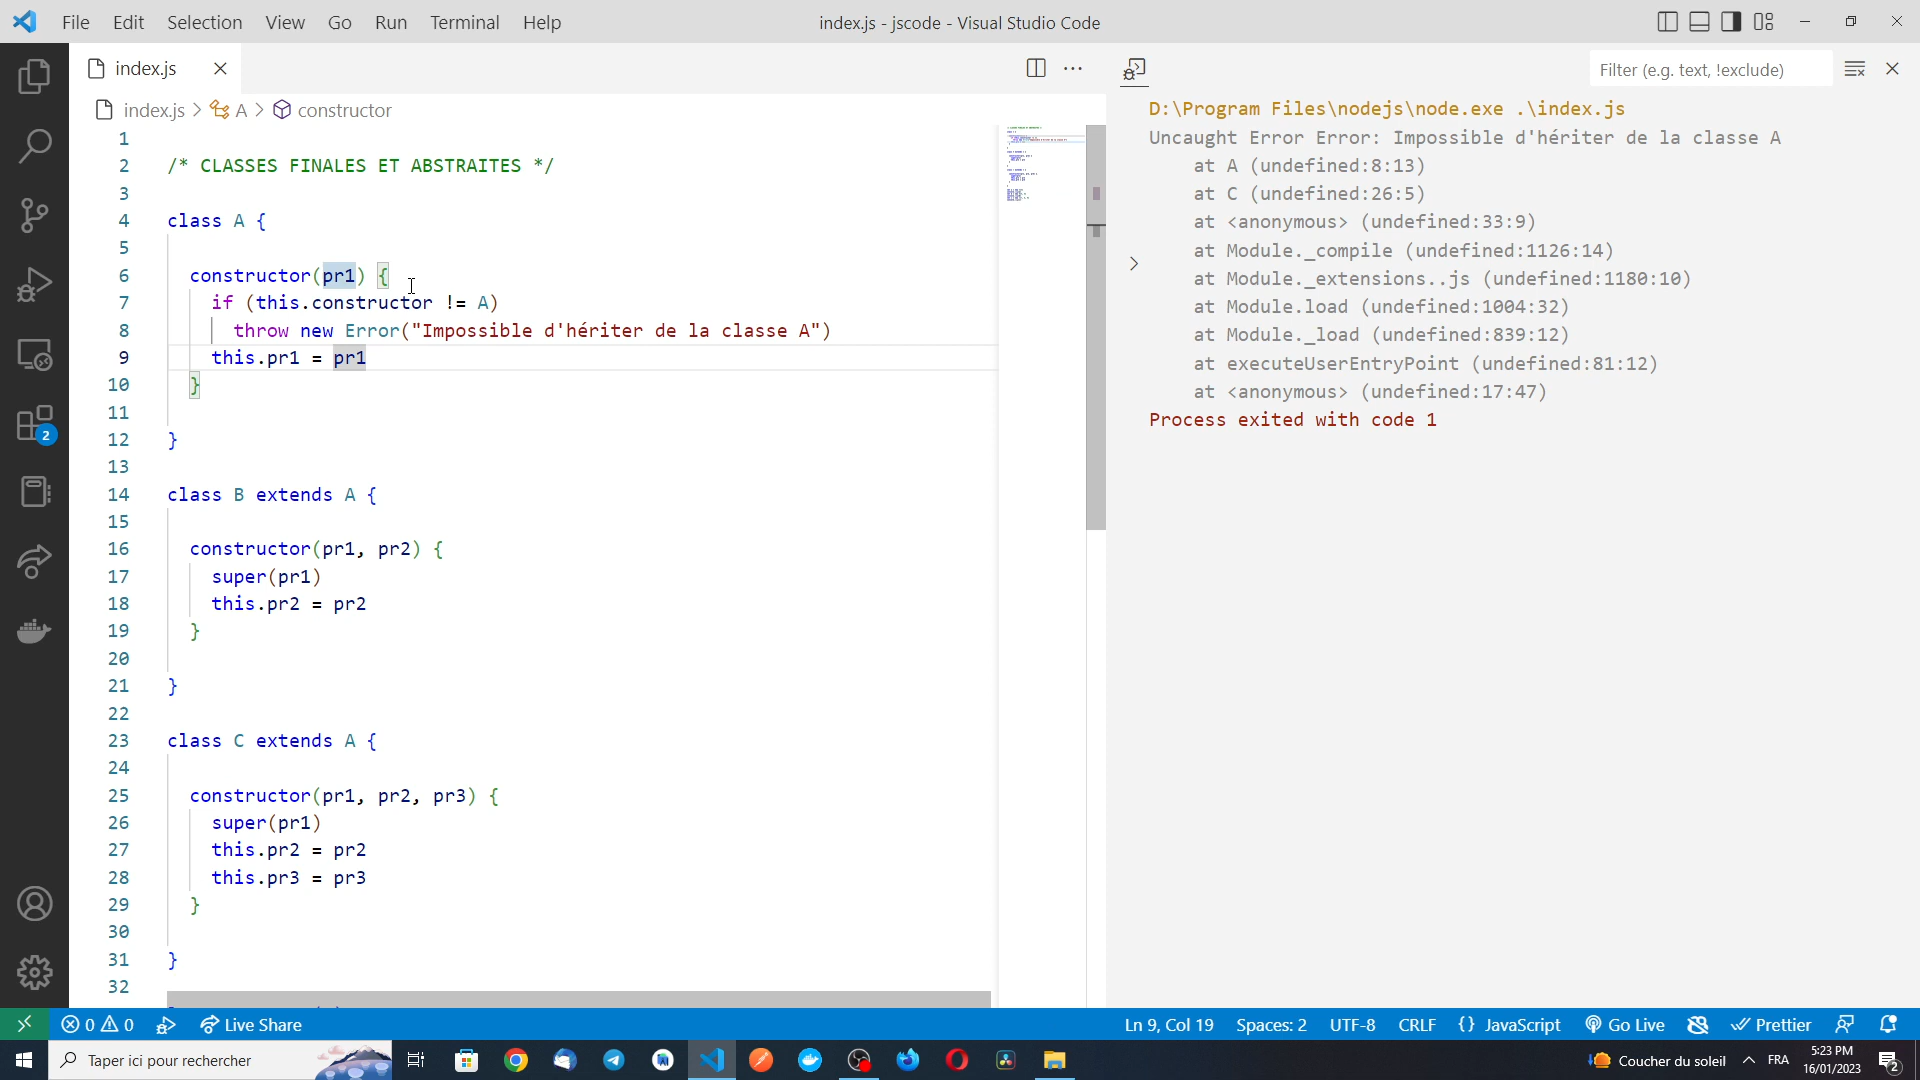 File Edit Selection View Go Run Terminal Help
index.js - jscode - Visual Studio Code
index.js
index.js > A > constructor
1
2 /* CLASSES FINALES ET ABSTRAITES */
3
4 class A {
5
6 constructor(pr1) {
7 if (this.constructor != A)
8 throw new Error("Impossible d'hériter de la classe A")
9 this.pr1 = pr1
10 }
11
12 }
13
14 class B extends A {
15
16 constructor(pr1, pr2) {
17 super(pr1)
18 this.pr2 = pr2
19 }
20
21 }
22
23 class C extends A {
24
25 constructor(pr1, pr2, pr3) {
26 super(pr1)
27 this.pr2 = pr2
28 this.pr3 = pr3
29 }
30
31 }
32
Filter (e.g. text, !exclude)
D:\Program Files\nodejs\node.exe .\index.js
Uncaught Error Error: Impossible d'hériter de la classe A
at A (undefined:8:13)
at C (undefined:26:5)
at <anonymous> (undefined:33:9)
at Module._compile (undefined:1126:14)
at Module._extensions..js (undefined:1180:10)
at Module.load (undefined:1004:32)
at Module._load (undefined:839:12)
at executeUserEntryPoint (undefined:81:12)
at <anonymous> (undefined:17:47)
Process exited with code 1
2
0 0 Live Share
Ln 9, Col 19 Spaces: 2 UTF-8 CRLF {} JavaScript Go Live Prettier
Taper ici pour rechercher
Coucher du soleil FRA
5:23 PM
16/01/2023
2